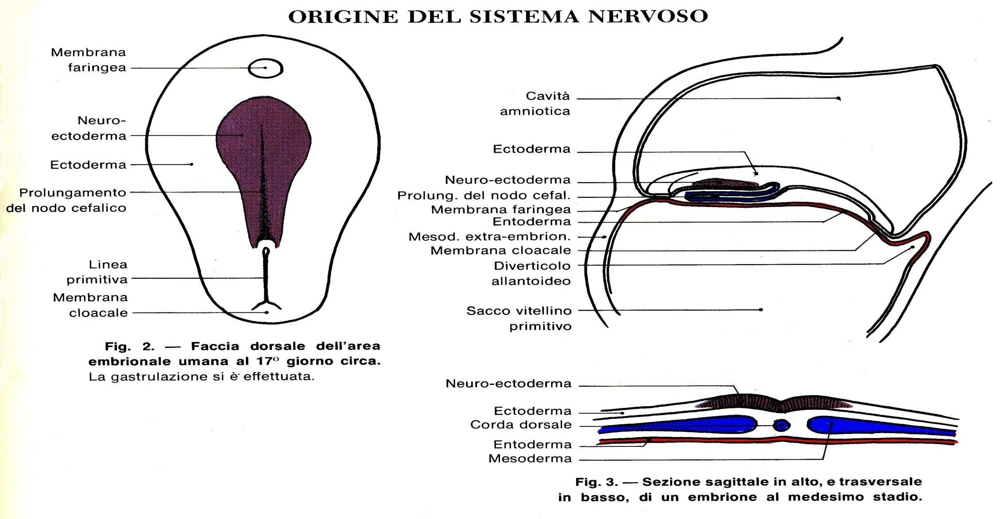 ORIGINE DEL SISTEMA NERVOSO
Membrana
faringea
Neuro-
ectoderma
Ectoderma
Prolungamento
del nodo cefalico
Linea
primitiva
Membrana
cloacale
Fig. 2. — Faccia dorsale dell'area
embrionale umana al 17º giorno circa.
La gastrulazione si è effettuata.
Cavità
amniotica
Ectoderma
Neuro-ectoderma
Prolung. del nodo cefal.
Membrana faringea
Entoderma
Mesod. extra-embrion.
Membrana cloacale
Diverticolo
allantoideo
Sacco vitellino
primitivo
Neuro-ectoderma
Ectoderma
Corda dorsale
Entoderma
Mesoderma
Fig. 3. — Sezione sagittale in alto, e trasversale
in basso, di un embrione al medesimo stadio.